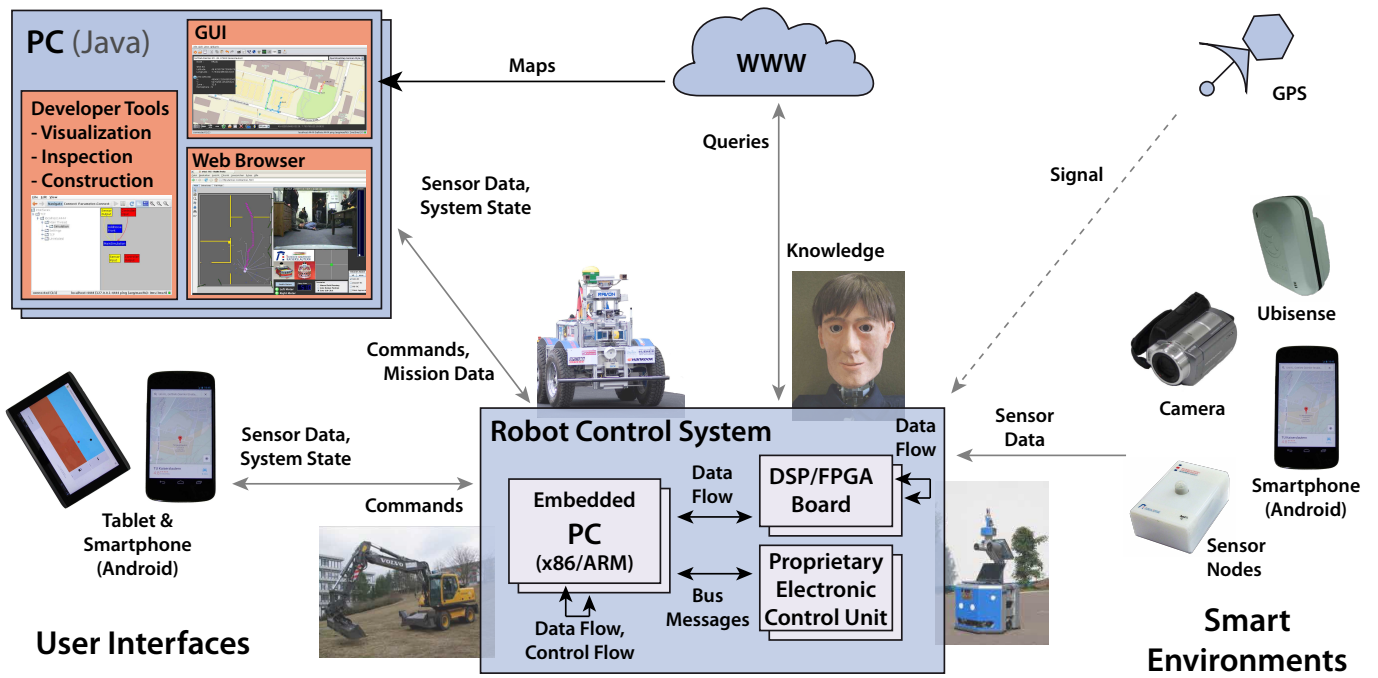 PC (Java)
GUI
Developer Tools
- Visualization
- Inspection
- Construction
Web Browser
Maps
WWW
GPS
Queries
Signal
Sensor Data,
System State
Knowledge
Ubisense
Commands,
Mission Data
Camera
Sensor Data,
System State
Commands
Tablet &
Smartphone
(Android)
Robot Control System
Data
Flow
Sensor
Data
Data
Flow
DSP/FPGA
Board
Embedded
PC
(x86/ARM)
Bus
Messages
Proprietary
Electronic
Control Unit
Data Flow,
Control Flow
VOLVO
Smartphone
(Android)
Sensor
Nodes
User Interfaces
Smart
Environments